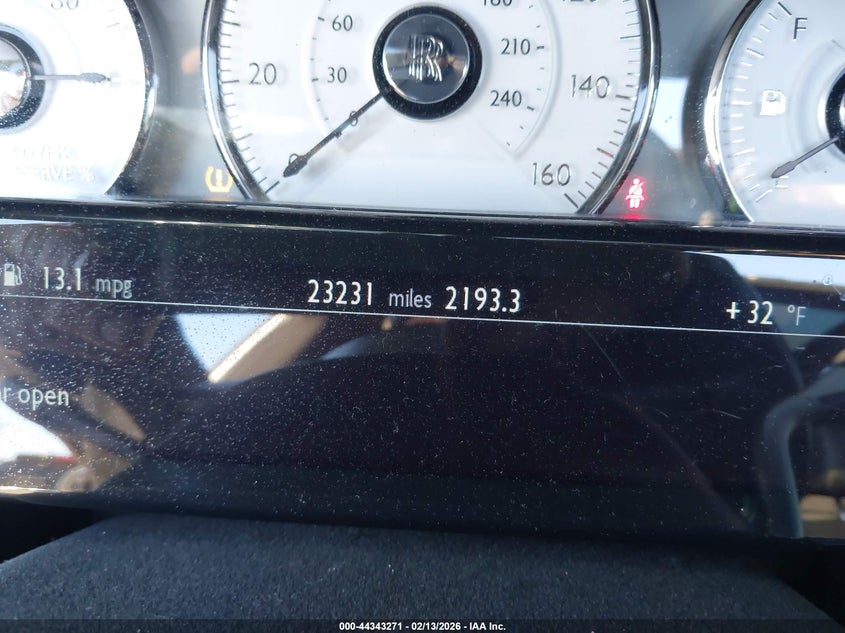 60
180
F
20
30
210
140
240
160
13.1 mpg
23231 miles 2193.3
+ 32 °F
open
000-44343271 - 02/13/2026 - IAA Inc.